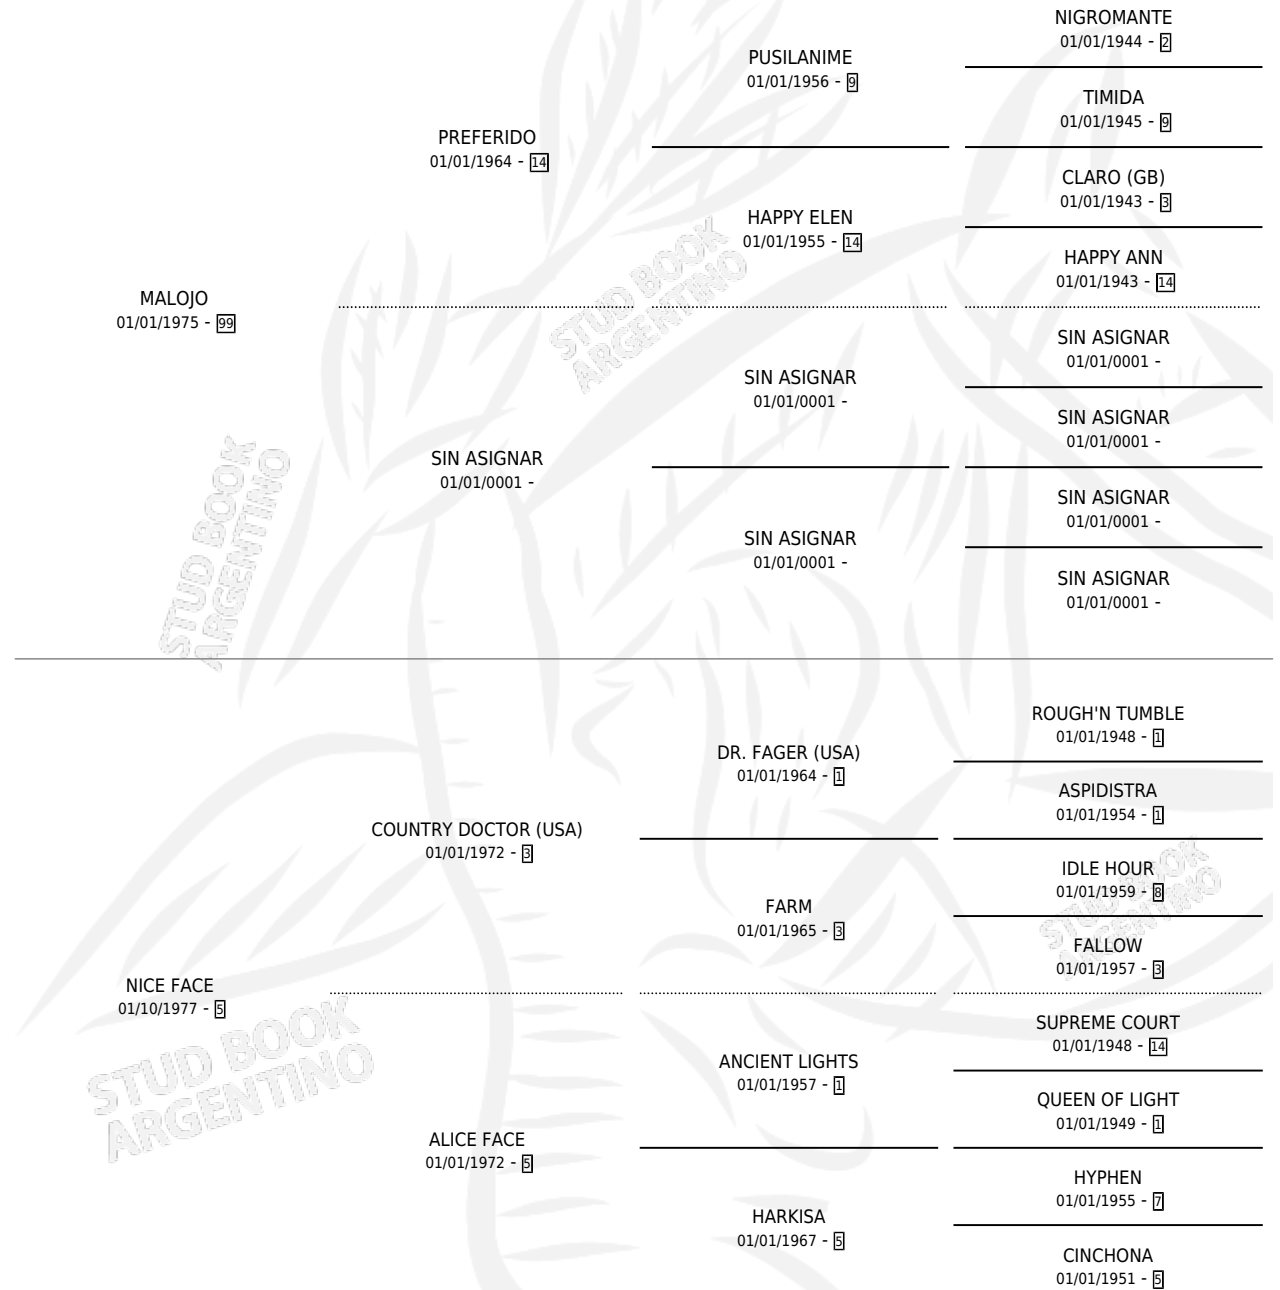 NIGROMANTE
01/01/1944 - 2
PUSILANIME
01/01/1956 - 9
TIMIDA
01/01/1945 - 9
PREFERIDO
01/01/1964 - 14
CLARO (GB)
01/01/1943 - 3
HAPPY ELEN
01/01/1955 - 14
HAPPY ANN
01/01/1943 - 14
MALOJO
01/01/1975 - 99
SIN ASIGNAR
01/01/0001 -
SIN ASIGNAR
01/01/0001 -
SIN ASIGNAR
01/01/0001 -
SIN ASIGNAR
01/01/0001 -
SIN ASIGNAR
01/01/0001 -
SIN ASIGNAR
01/01/0001 -
SIN ASIGNAR
01/01/0001 -
STUD BOOK
ARGENTINO
STUD BOOK
ARGENTINO
ROUGH'N TUMBLE
01/01/1948 - 1
DR. FAGER (USA)
01/01/1964 - 1
ASPIDISTRA
01/01/1954 - 1
COUNTRY DOCTOR (USA)
01/01/1972 - 3
IDLE HOUR
01/01/1959 - 8
FARM
01/01/1965 - 3
FALLOW
01/01/1957 - 3
STUD BOOK
ARGENTINO
NICE FACE
01/10/1977 - 5
SUPREME COURT
01/01/1948 - 14
ANCIENT LIGHTS
01/01/1957 - 1
QUEEN OF LIGHT
01/01/1949 - 1
STUD BOOK
ARGENTINO
ALICE FACE
01/01/1972 - 5
HYPHEN
01/01/1955 - 7
HARKISA
01/01/1967 - 5
CINCHONA
01/01/1951 - 5